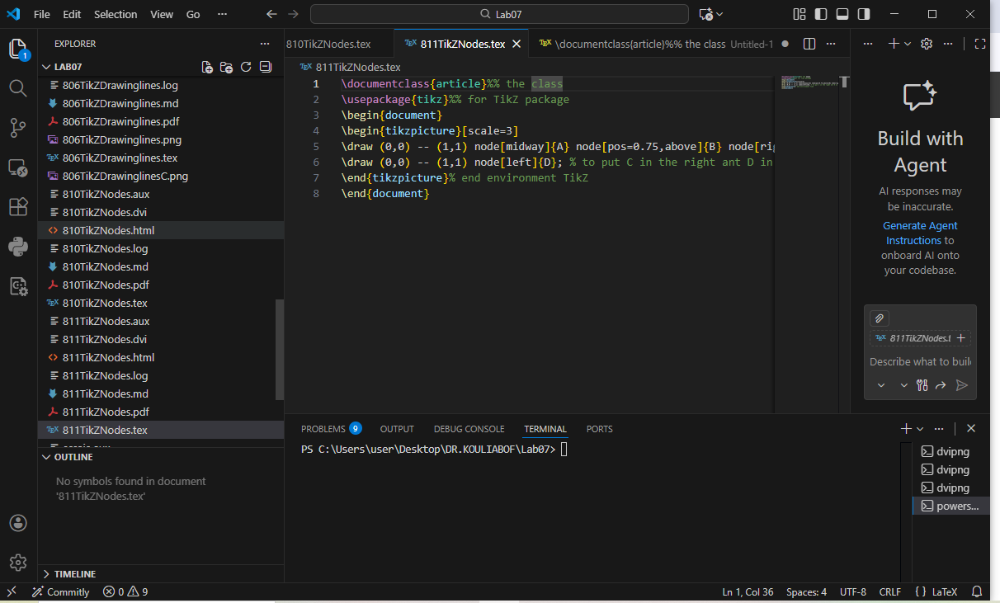 File Edit Selection View Go ··· Lab07
EXPLORER ···
LAB07
806TikZDrawinglines.log
806TikZDrawinglines.md
806TikZDrawinglines.pdf
806TikZDrawinglines.png
806TikZDrawinglines.tex
806TikZDrawinglinesC.png
810TikZNodes.aux
810TikZNodes.dvi
810TikZNodes.html
810TikZNodes.log
810TikZNodes.md
810TikZNodes.pdf
810TikZNodes.tex
811TikZNodes.aux
811TikZNodes.dvi
811TikZNodes.html
811TikZNodes.log
811TikZNodes.md
811TikZNodes.pdf
811TikZNodes.tex
OUTLINE
No symbols found in document
'811TikZNodes.tex'
TIMELINE
810TikZNodes.tex TEX 811TikZNodes.tex TEX \documentclass{article}%% the class Untitled-1
TEX 811TikZNodes.tex
1 \documentclass{article}%% the class
2 \usepackage{tikz}%% for TikZ package
3 \begin{document}
4 \begin{tikzpicture}[scale=3]
5 \draw (0,0) -- (1,1) node[midway]{A} node[pos=0.75,above]{B} node[rig
6 \draw (0,0) -- (1,1) node[left]{D}; % to put C in the right ant D in
7 \end{tikzpicture}% end environment TikZ
8 \end{document}
Build with
Agent
AI responses may
be inaccurate.
Generate Agent
Instructions to
onboard AI onto
your codebase.
TEX 811TikZNodes.t
Describe what to buil
PROBLEMS 9 OUTPUT DEBUG CONSOLE TERMINAL PORTS
PS C:\Users\user\Desktop\DR.KOULIABOF\Lab07>
dvipng
dvipng
dvipng
powers...
1
Commitly 0 9 Ln 1, Col 36 Spaces: 4 UTF-8 CRLF { } LaTeX